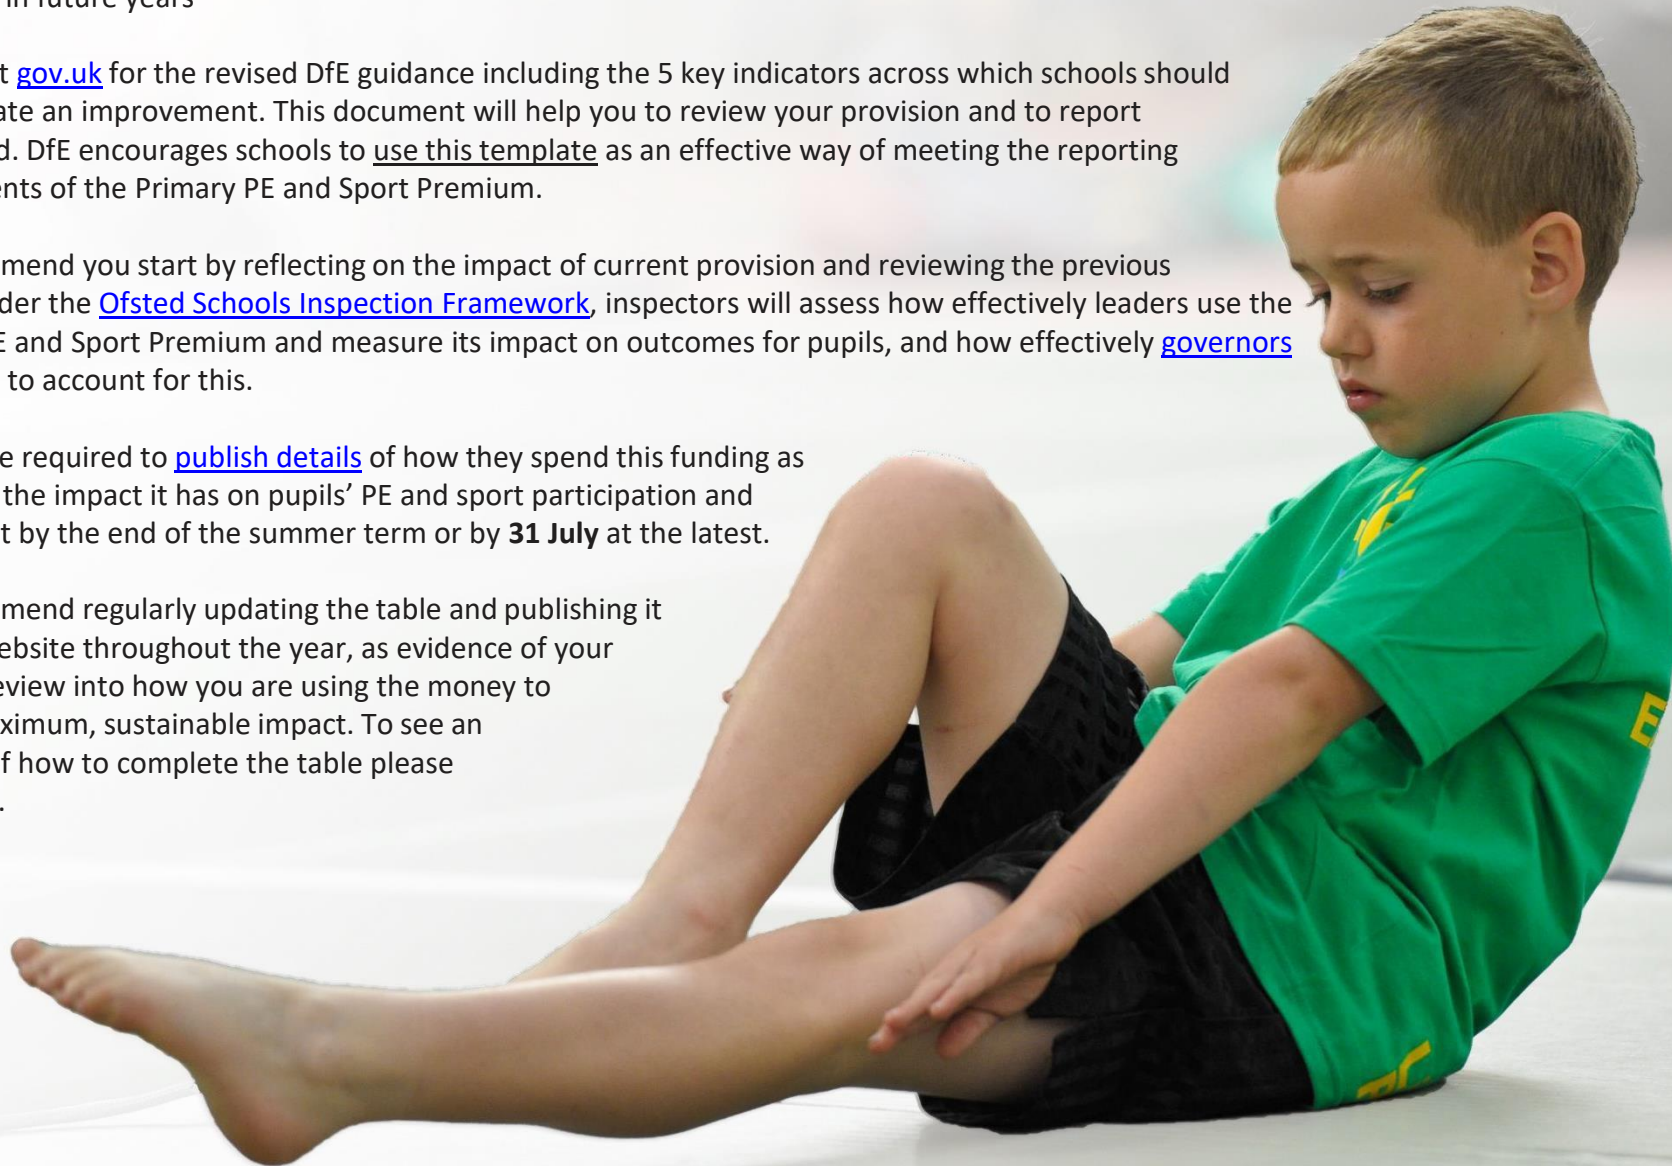 in future years
t gov.uk for the revised DfE guidance including the 5 key indicators across which schools should
ate an improvement. This document will help you to review your provision and to report
d. DfE encourages schools to use this template as an effective way of meeting the reporting
ents of the Primary PE and Sport Premium.
mend you start by reflecting on the impact of current provision and reviewing the previous
der the Ofsted Schools Inspection Framework, inspectors will assess how effectively leaders use the
E and Sport Premium and measure its impact on outcomes for pupils, and how effectively governors
to account for this.
e required to publish details of how they spend this funding as
the impact it has on pupils’ PE and sport participation and
t by the end of the summer term or by 31 July at the latest.
mend regularly updating the table and publishing it
ebsite throughout the year, as evidence of your
eview into how you are using the money to
ximum, sustainable impact. To see an
f how to complete the table please
.